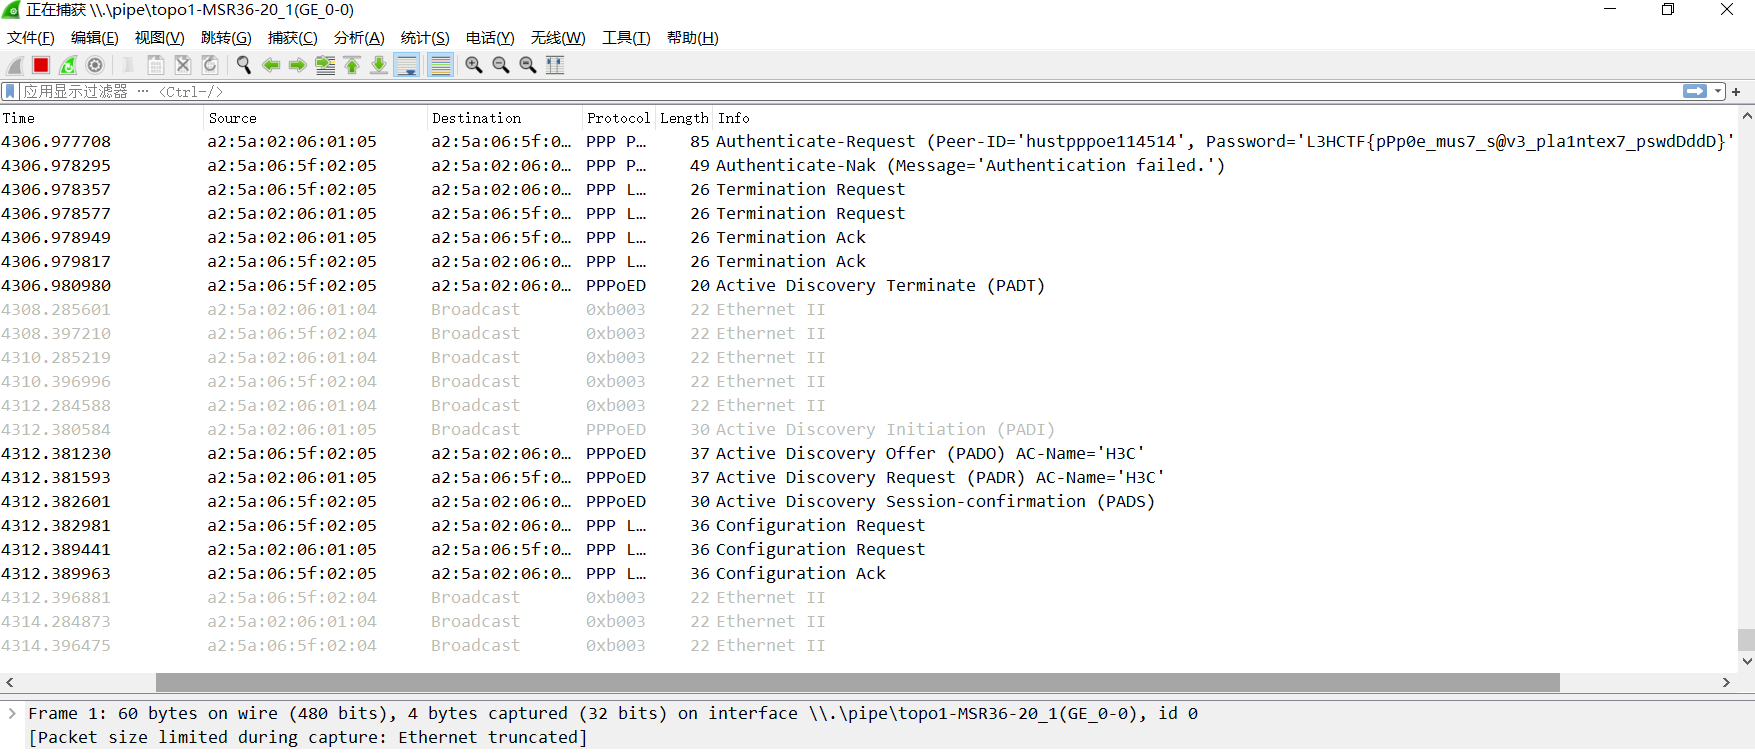 正在捕获 \\.\pipe\topo1-MSR36-20_1(GE_0-0)
文件(F) 编辑(E) 视图(V) 跳转(G) 捕获(C) 分析(A) 统计(S) 电话(Y) 无线(W) 工具(T) 帮助(H)
应用显示过滤器 … <Ctrl-/>
Time Source Destination Protocol Length Info
4306.977708 a2:5a:02:06:01:05 a2:5a:06:5f:0… PPP P… 85 Authenticate-Request (Peer-ID='hustpppoe114514', Password='L3HCTF{pPp0e_mus7_s@v3_pla1ntex7_pswdDddD}'
4306.978295 a2:5a:06:5f:02:05 a2:5a:02:06:0… PPP P… 49 Authenticate-Nak (Message='Authentication failed.')
4306.978357 a2:5a:06:5f:02:05 a2:5a:02:06:0… PPP L… 26 Termination Request
4306.978577 a2:5a:02:06:01:05 a2:5a:06:5f:0… PPP L… 26 Termination Request
4306.978949 a2:5a:02:06:01:05 a2:5a:06:5f:0… PPP L… 26 Termination Ack
4306.979817 a2:5a:06:5f:02:05 a2:5a:02:06:0… PPP L… 26 Termination Ack
4306.980980 a2:5a:06:5f:02:05 a2:5a:02:06:0… PPPoED 20 Active Discovery Terminate (PADT)
4308.285601 a2:5a:02:06:01:04 Broadcast 0xb003 22 Ethernet II
4308.397210 a2:5a:06:5f:02:04 Broadcast 0xb003 22 Ethernet II
4310.285219 a2:5a:02:06:01:04 Broadcast 0xb003 22 Ethernet II
4310.396996 a2:5a:06:5f:02:04 Broadcast 0xb003 22 Ethernet II
4312.284588 a2:5a:02:06:01:04 Broadcast 0xb003 22 Ethernet II
4312.380584 a2:5a:02:06:01:05 Broadcast PPPoED 30 Active Discovery Initiation (PADI)
4312.381230 a2:5a:06:5f:02:05 a2:5a:02:06:0… PPPoED 37 Active Discovery Offer (PADO) AC-Name='H3C'
4312.381593 a2:5a:02:06:01:05 a2:5a:06:5f:0… PPPoED 37 Active Discovery Request (PADR) AC-Name='H3C'
4312.382601 a2:5a:06:5f:02:05 a2:5a:02:06:0… PPPoED 30 Active Discovery Session-confirmation (PADS)
4312.382981 a2:5a:06:5f:02:05 a2:5a:02:06:0… PPP L… 36 Configuration Request
4312.389441 a2:5a:02:06:01:05 a2:5a:06:5f:0… PPP L… 36 Configuration Request
4312.389963 a2:5a:06:5f:02:05 a2:5a:02:06:0… PPP L… 36 Configuration Ack
4312.396881 a2:5a:06:5f:02:04 Broadcast 0xb003 22 Ethernet II
4314.284873 a2:5a:02:06:01:04 Broadcast 0xb003 22 Ethernet II
4314.396475 a2:5a:06:5f:02:04 Broadcast 0xb003 22 Ethernet II
Frame 1: 60 bytes on wire (480 bits), 4 bytes captured (32 bits) on interface \\.\pipe\topo1-MSR36-20_1(GE_0-0), id 0
[Packet size limited during capture: Ethernet truncated]